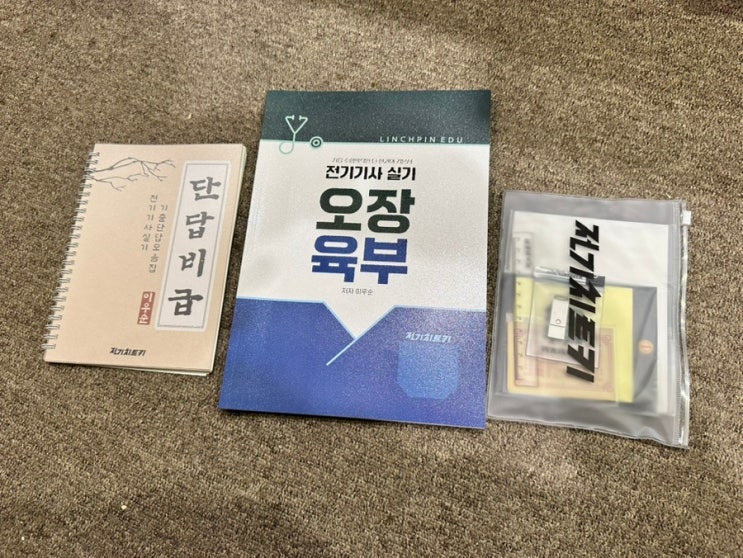 단답비급
기출단답모음집
전기기사실기
이우순
전기치트키
LINCHPIN EDU
전기기사 실기
오장
육부
저자 이우순
전기치트키
전기치트키